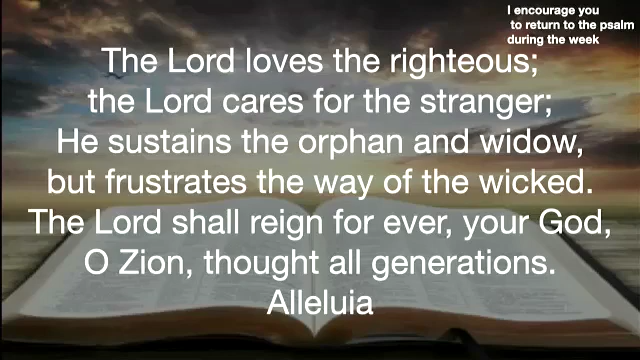 I encourage you
to return to the psalm
during the week
The Lord loves the righteous;
the Lord cares for the stranger;
He sustains the orphan and widow,
but frustrates the way of the wicked.
The Lord shall reign for ever, your God,
O Zion, thought all generations.
Alleluia